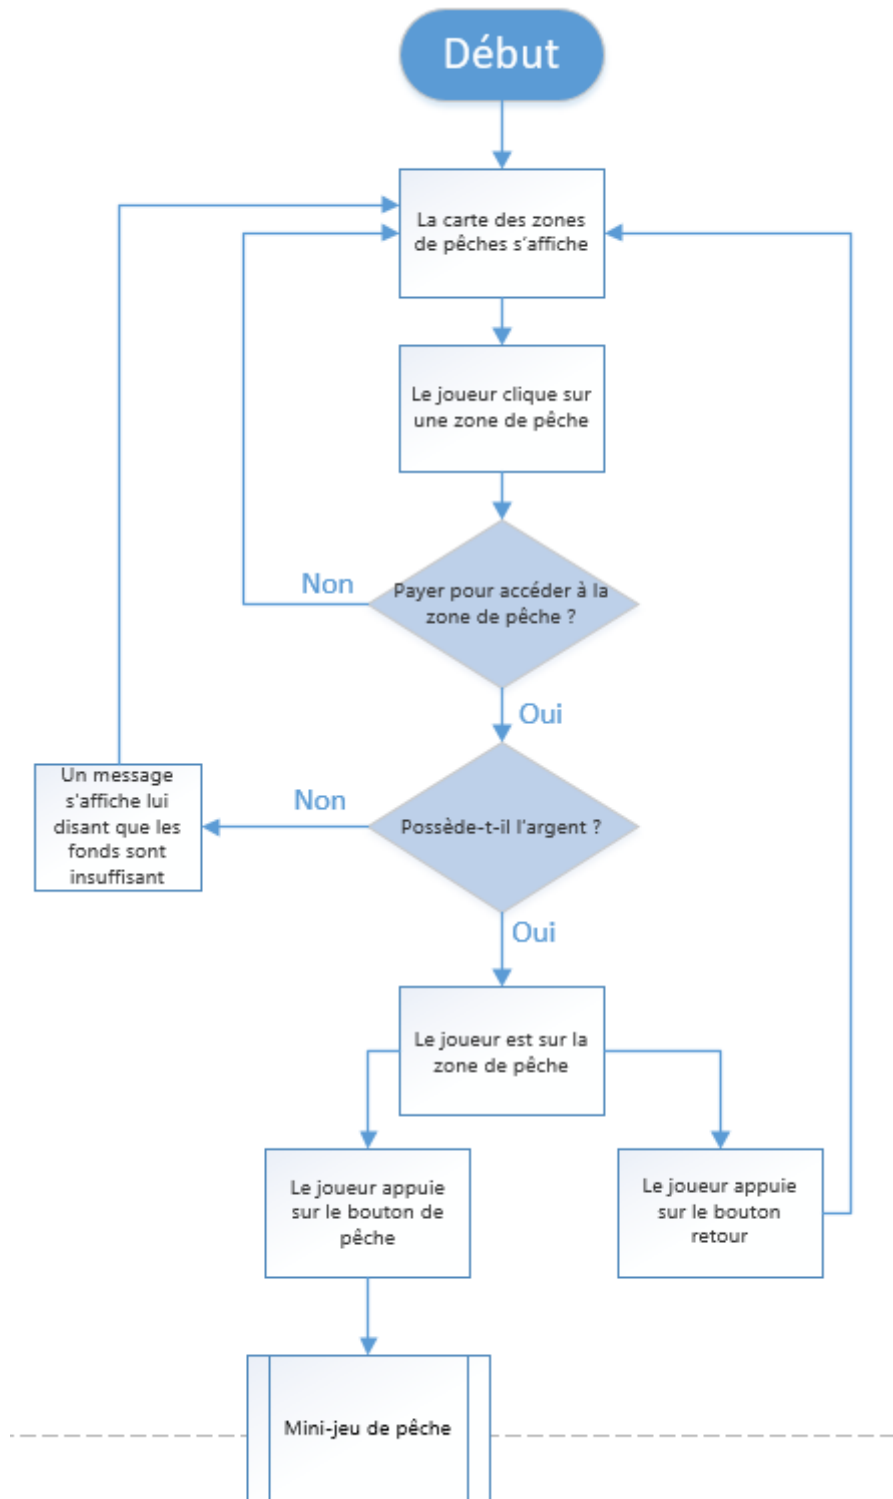 Début
La carte des zones
de pêches s'affiche
Le joueur clique sur
une zone de pêche
Non
Payer pour accéder à la
zone de pêche ?
Oui
Un message
s'affiche lui
disant que les
fonds sont
insuffisant
Non
Possède-t-il l'argent ?
Oui
Le joueur est sur la
zone de pêche
Le joueur appuie
sur le bouton de
pêche
Le joueur appuie
sur le bouton
retour
Mini-jeu de pêche